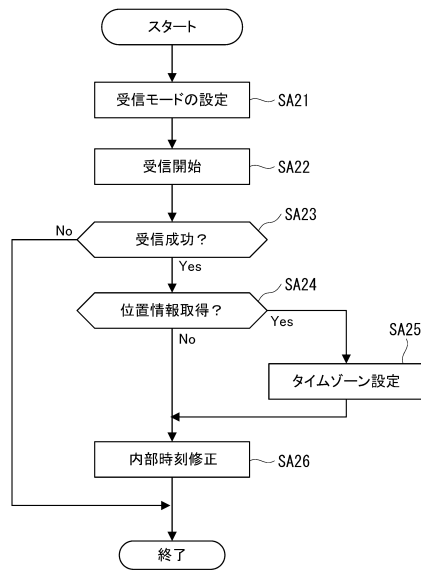 スタート
受信モードの設定 SA21
受信開始 SA22
受信成功？ SA23
No
Yes
位置情報取得？ SA24
Yes
No
タイムゾーン設定 SA25
内部時刻修正 SA26
終了